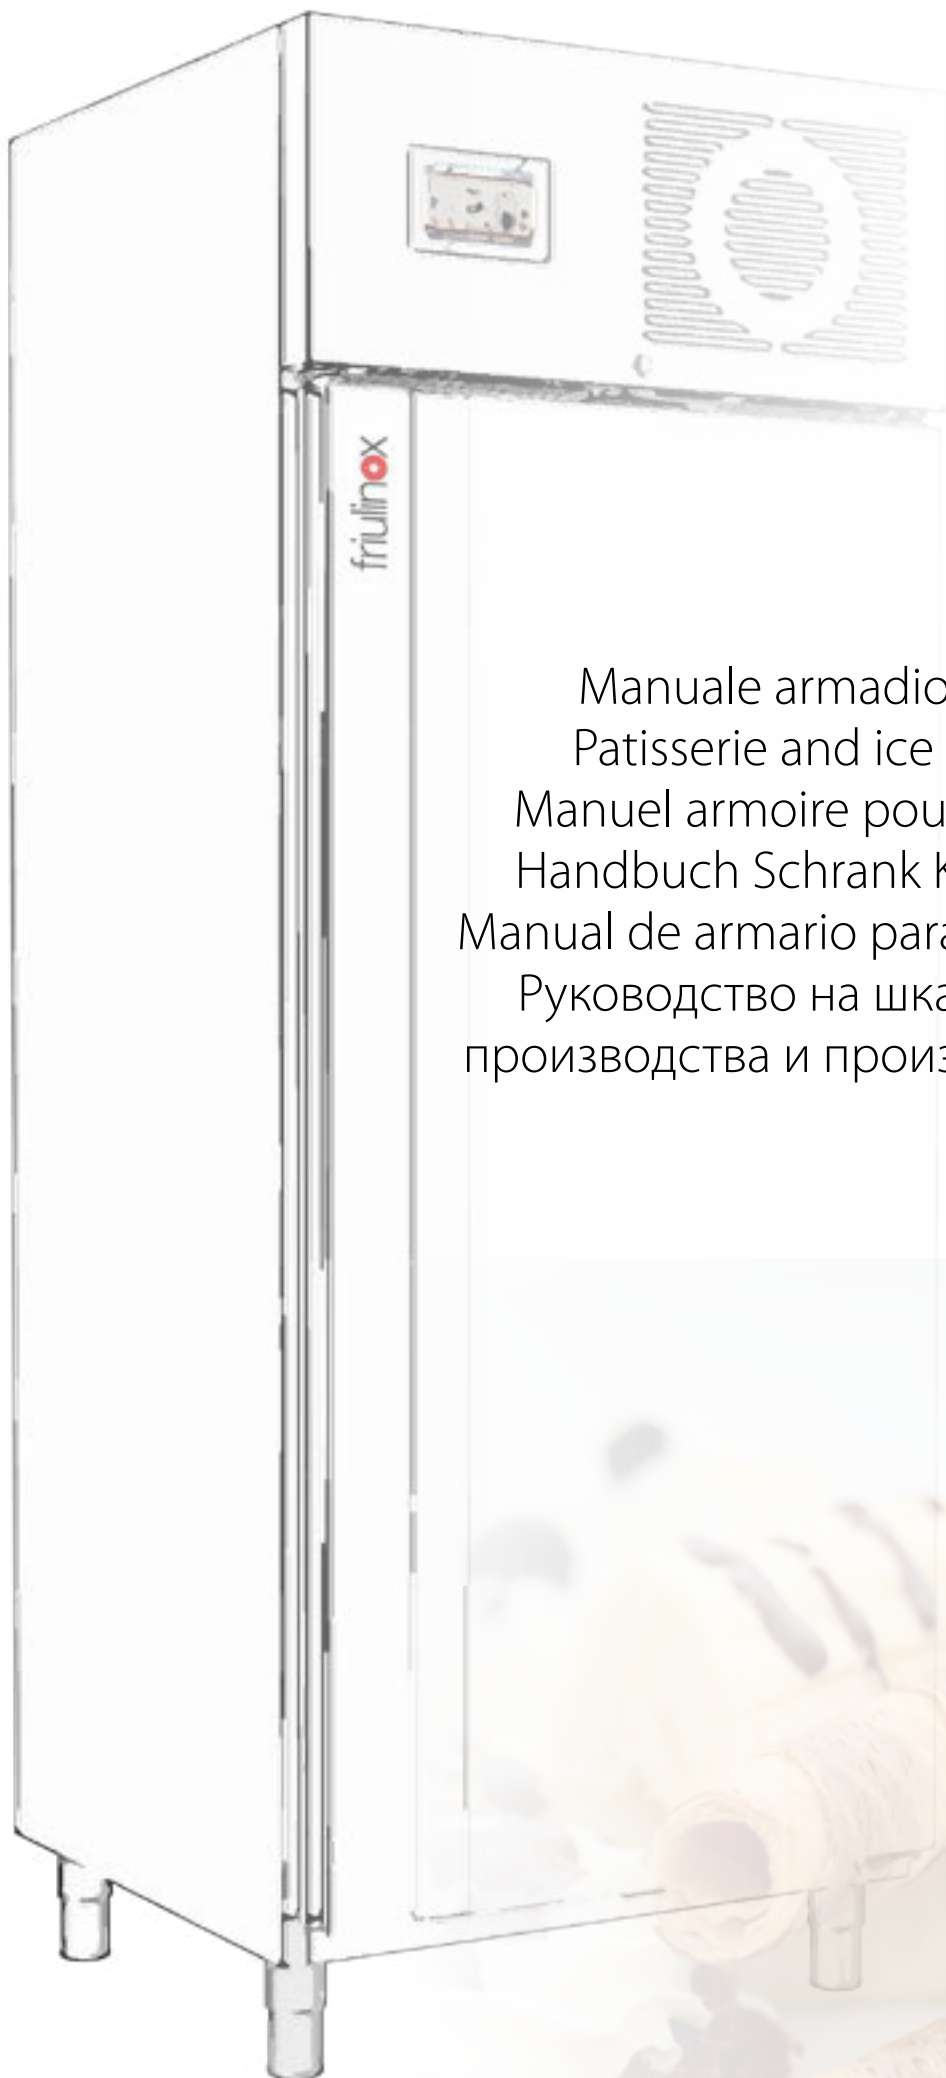 friulinox
Manuale armadio
Patisserie and ice
Manuel armoire pou
Handbuch Schrank K
Manual de armario para
Руководство на шка
производства и произ